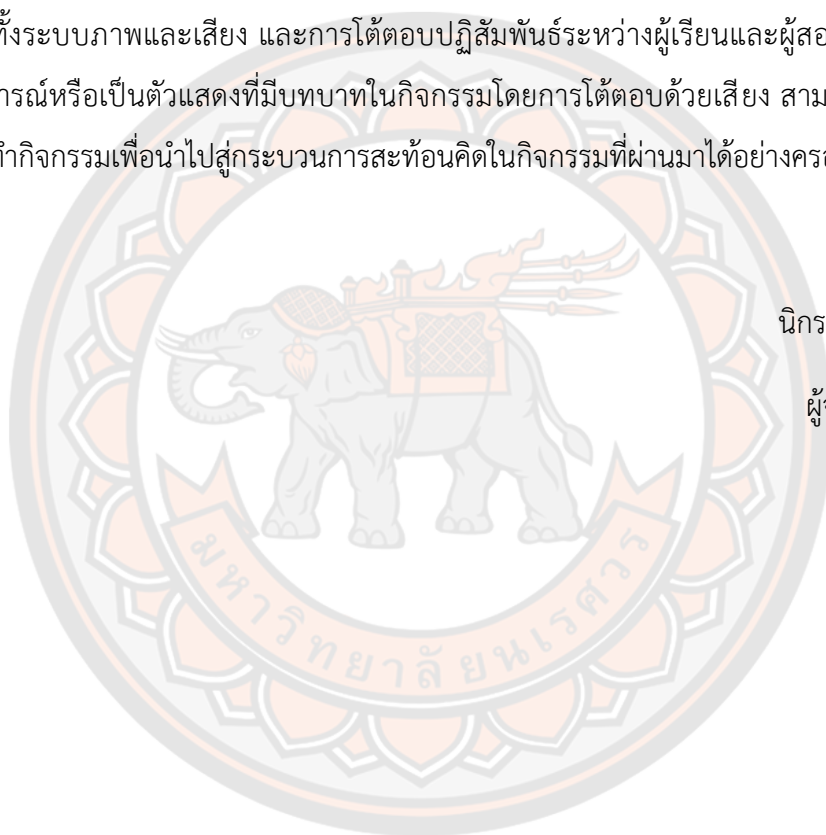 ทั้งระบบภาพและเสียง และการโต้ตอบปฏิสัมพันธ์ระหว่างผู้เรียนและผู้สอ
ารณ์หรือเป็นตัวแสดงที่มีบทบาทในกิจกรรมโดยการโต้ตอบด้วยเสียง สาม
ทำกิจกรรมเพื่อนำไปสู่กระบวนการสะท้อนคิดในกิจกรรมที่ผ่านมาได้อย่าง
นิกร
ผู้
มหาวิทยาลัยนเรศวร